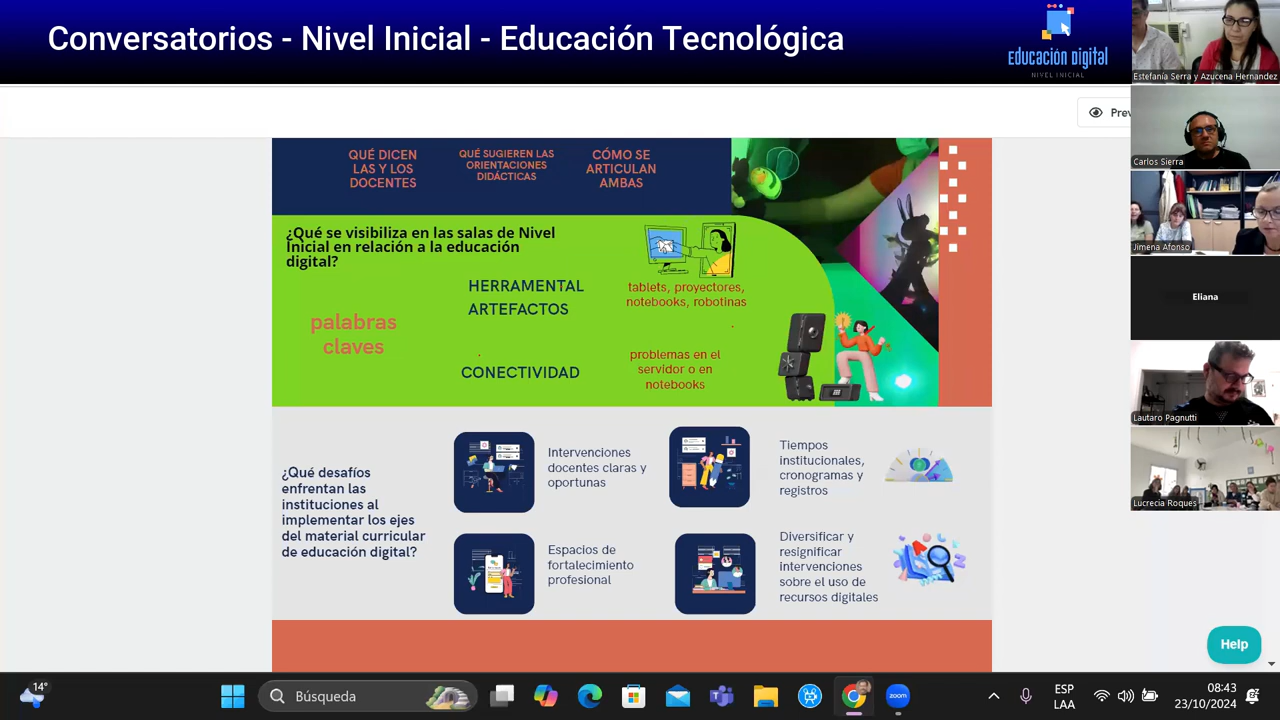 Conversatorios - Nivel Inicial - Educación Tecnológica
educación digital
NIVEL INICIAL
Estefanía Serra y Azucena Hernandez
Prev
Carlos Sierra
Jimena Afonso
Eliana
Lautaro Pagnutti
Lucrecia Roques
QUÉ DICEN
LAS Y LOS
DOCENTES
QUÉ SUGIEREN LAS
ORIENTACIONES
DIDÁCTICAS
CÓMO SE
ARTICULAN
AMBAS
¿Qué se visibiliza en las salas de Nivel
Inicial en relación a la educación
digital?
palabras
claves
HERRAMENTAL
ARTEFACTOS
tablets, proyectores,
notebooks, robotinas
CONECTIVIDAD
problemas en el
servidor o en
notebooks
¿Qué desafíos
enfrentan las
instituciones al
implementar los ejes
del material curricular
de educación digital?
Intervenciones
docentes claras y
oportunas
Tiempos
institucionales,
cronogramas y
registros
Espacios de
fortalecimiento
profesional
Diversificar y
resignificar
intervenciones
sobre el uso de
recursos digitales
Help
14°
Búsqueda
zoom
ESP
LAA
08:43
23/10/2024